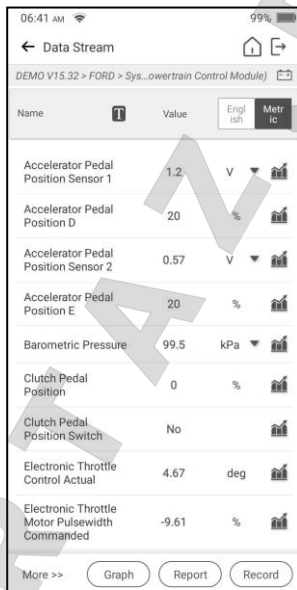 06:41 AM 99%
Data Stream
DEMO V15.32 > FORD > Sys...owertrain Control Module)
Name T Value Engl
ish Metr
ic
Accelerator Pedal
Position Sensor 1 1.2 V
Accelerator Pedal
Position D 20 %
Accelerator Pedal
Position Sensor 2 0.57 V
Accelerator Pedal
Position E 20 %
Barometric Pressure 99.5 kPa
Clutch Pedal
Position 0 %
Clutch Pedal
Position Switch No
Electronic Throttle
Control Actual 4.67 deg
Electronic Throttle
Motor Pulsewidth
Commanded -9.61 %
More >> Graph Report Record